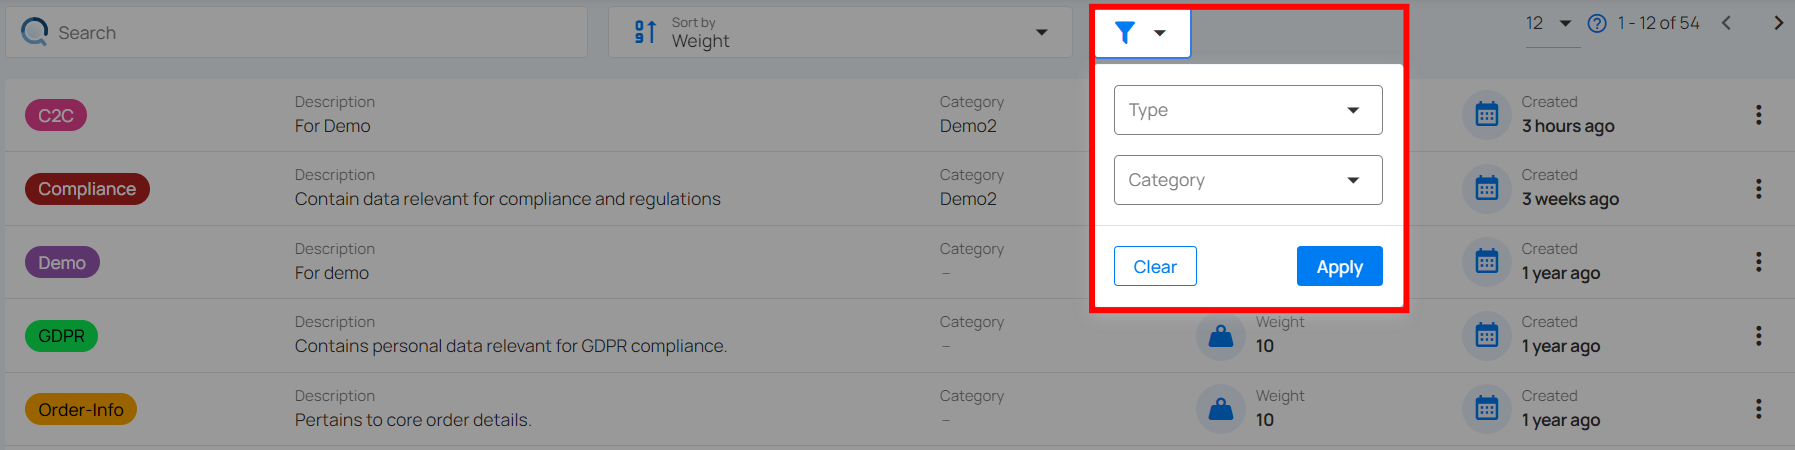 Search
Sort by
Weight
12
1 - 12 of 54
C2C
Description
For Demo
Category
Demo2
Created
3 hours ago
Compliance
Description
Contain data relevant for compliance and regulations
Category
Demo2
Created
3 weeks ago
Demo
Description
For demo
Category
–
Created
1 year ago
GDPR
Description
Contains personal data relevant for GDPR compliance.
Category
–
Weight
10
Created
1 year ago
Order-Info
Description
Pertains to core order details.
Category
–
Weight
10
Created
1 year ago
Type
Category
Clear
Apply